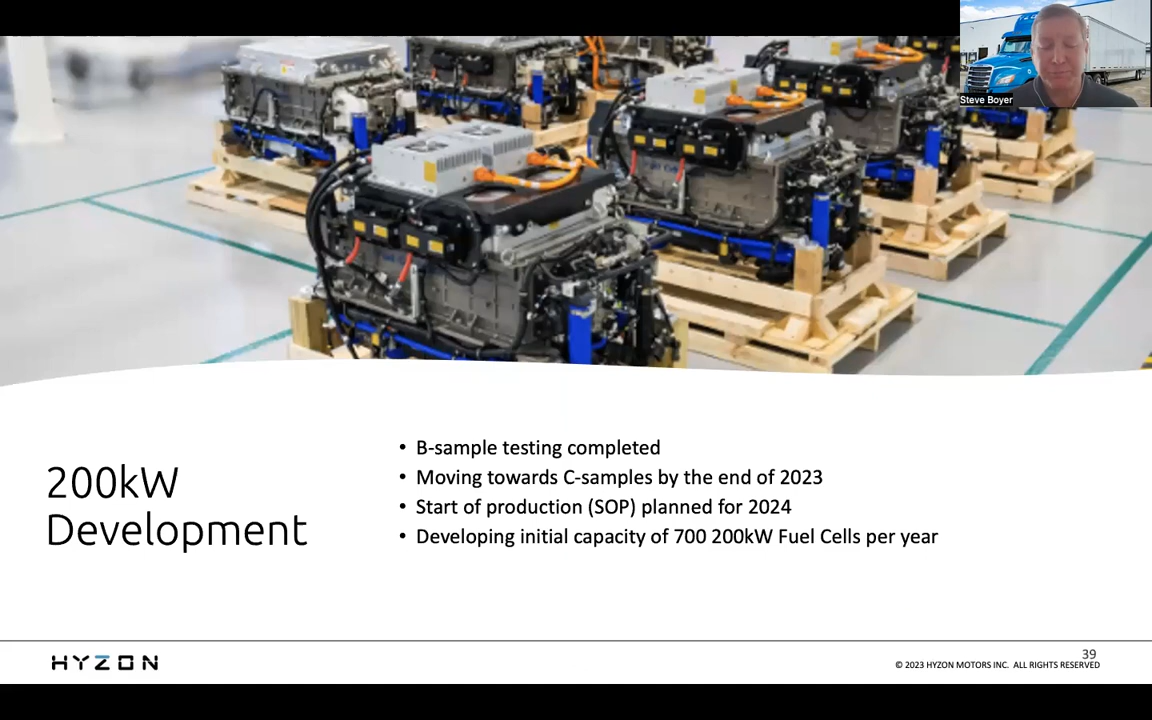 Steve Boyer
200kW
Development
• B-sample testing completed
• Moving towards C-samples by the end of 2023
• Start of production (SOP) planned for 2024
• Developing initial capacity of 700 200kW Fuel Cells per year
HYZON
39
© 2023 HYZON MOTORS INC. ALL RIGHTS RESERVED